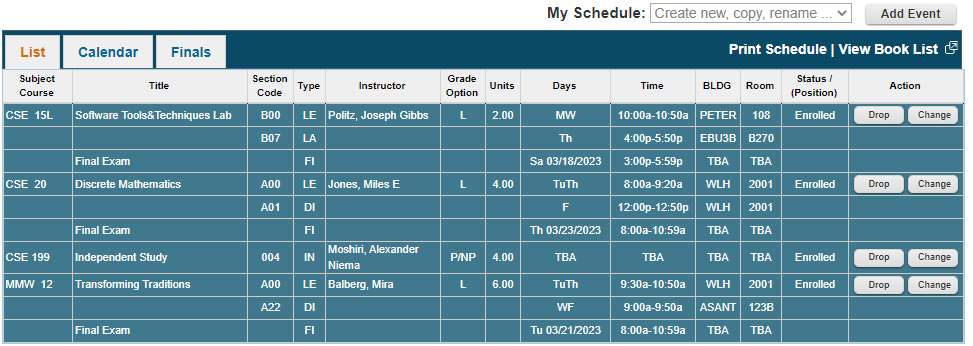 My Schedule: Create new, copy, rename ... Add Event
List Calendar Finals Print Schedule | View Book List
Subject Course Title Section Code Type Instructor Grade Option Units Days Time BLDG Room Status / (Position) Action
CSE 15L Software Tools&Techniques Lab B00 LE Politz, Joseph Gibbs L 2.00 MW 10:00a-10:50a PETER 108 Enrolled Drop Change
B07 LA Th 4:00p-5:50p EBU3B B270
Final Exam FI Sa 03/18/2023 3:00p-5:59p TBA TBA
CSE 20 Discrete Mathematics A00 LE Jones, Miles E L 4.00 TuTh 8:00a-9:20a WLH 2001 Enrolled Drop Change
A01 DI F 12:00p-12:50p WLH 2001
Final Exam FI Th 03/23/2023 8:00a-10:59a TBA TBA
CSE 199 Independent Study 004 IN Moshiri, Alexander Niema P/NP 4.00 TBA TBA TBA TBA Enrolled Drop Change
MMW 12 Transforming Traditions A00 LE Balberg, Mira L 6.00 TuTh 9:30a-10:50a WLH 2001 Enrolled Drop Change
A22 DI WF 9:00a-9:50a ASANT 123B
Final Exam FI Tu 03/21/2023 8:00a-10:59a TBA TBA